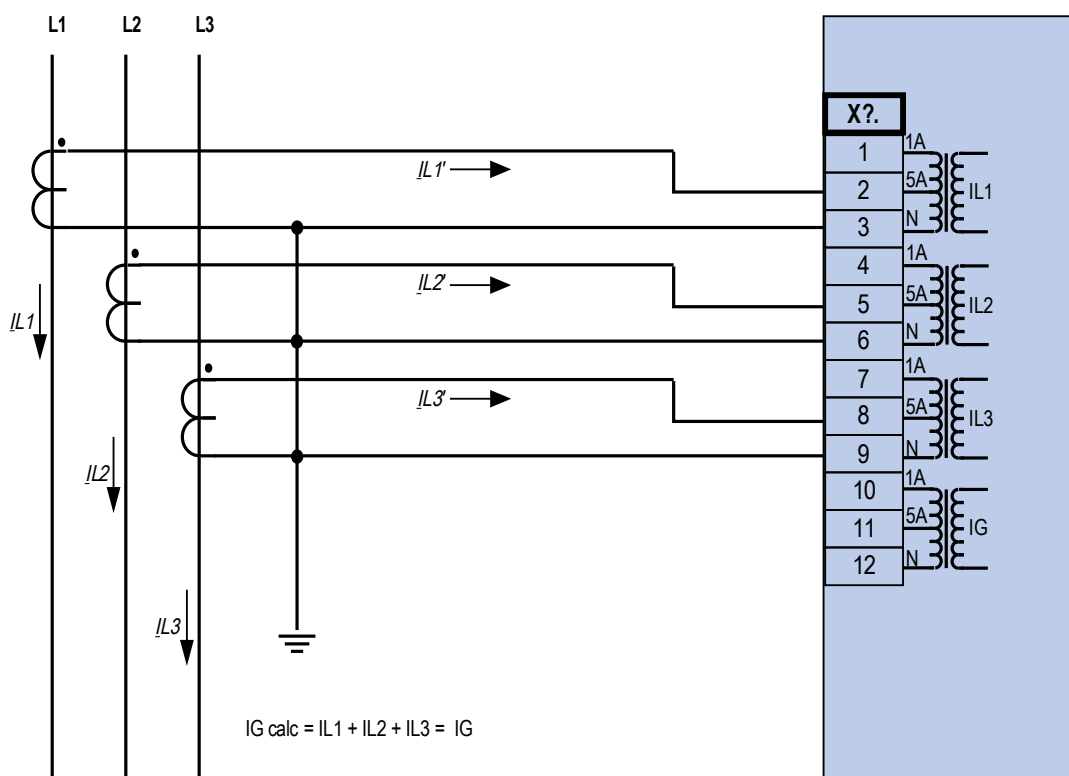 L1 L2 L3
X?.
1 1A
IL1'
2 5A IL1
3 N
4 1A
IL2'
5 5A IL2
IL1
6 N
7 1A
IL3'
8 5A IL3
9 N
IL2
10 1A
11 5A IG
12 N
IL3
IG calc = IL1 + IL2 + IL3 = IG